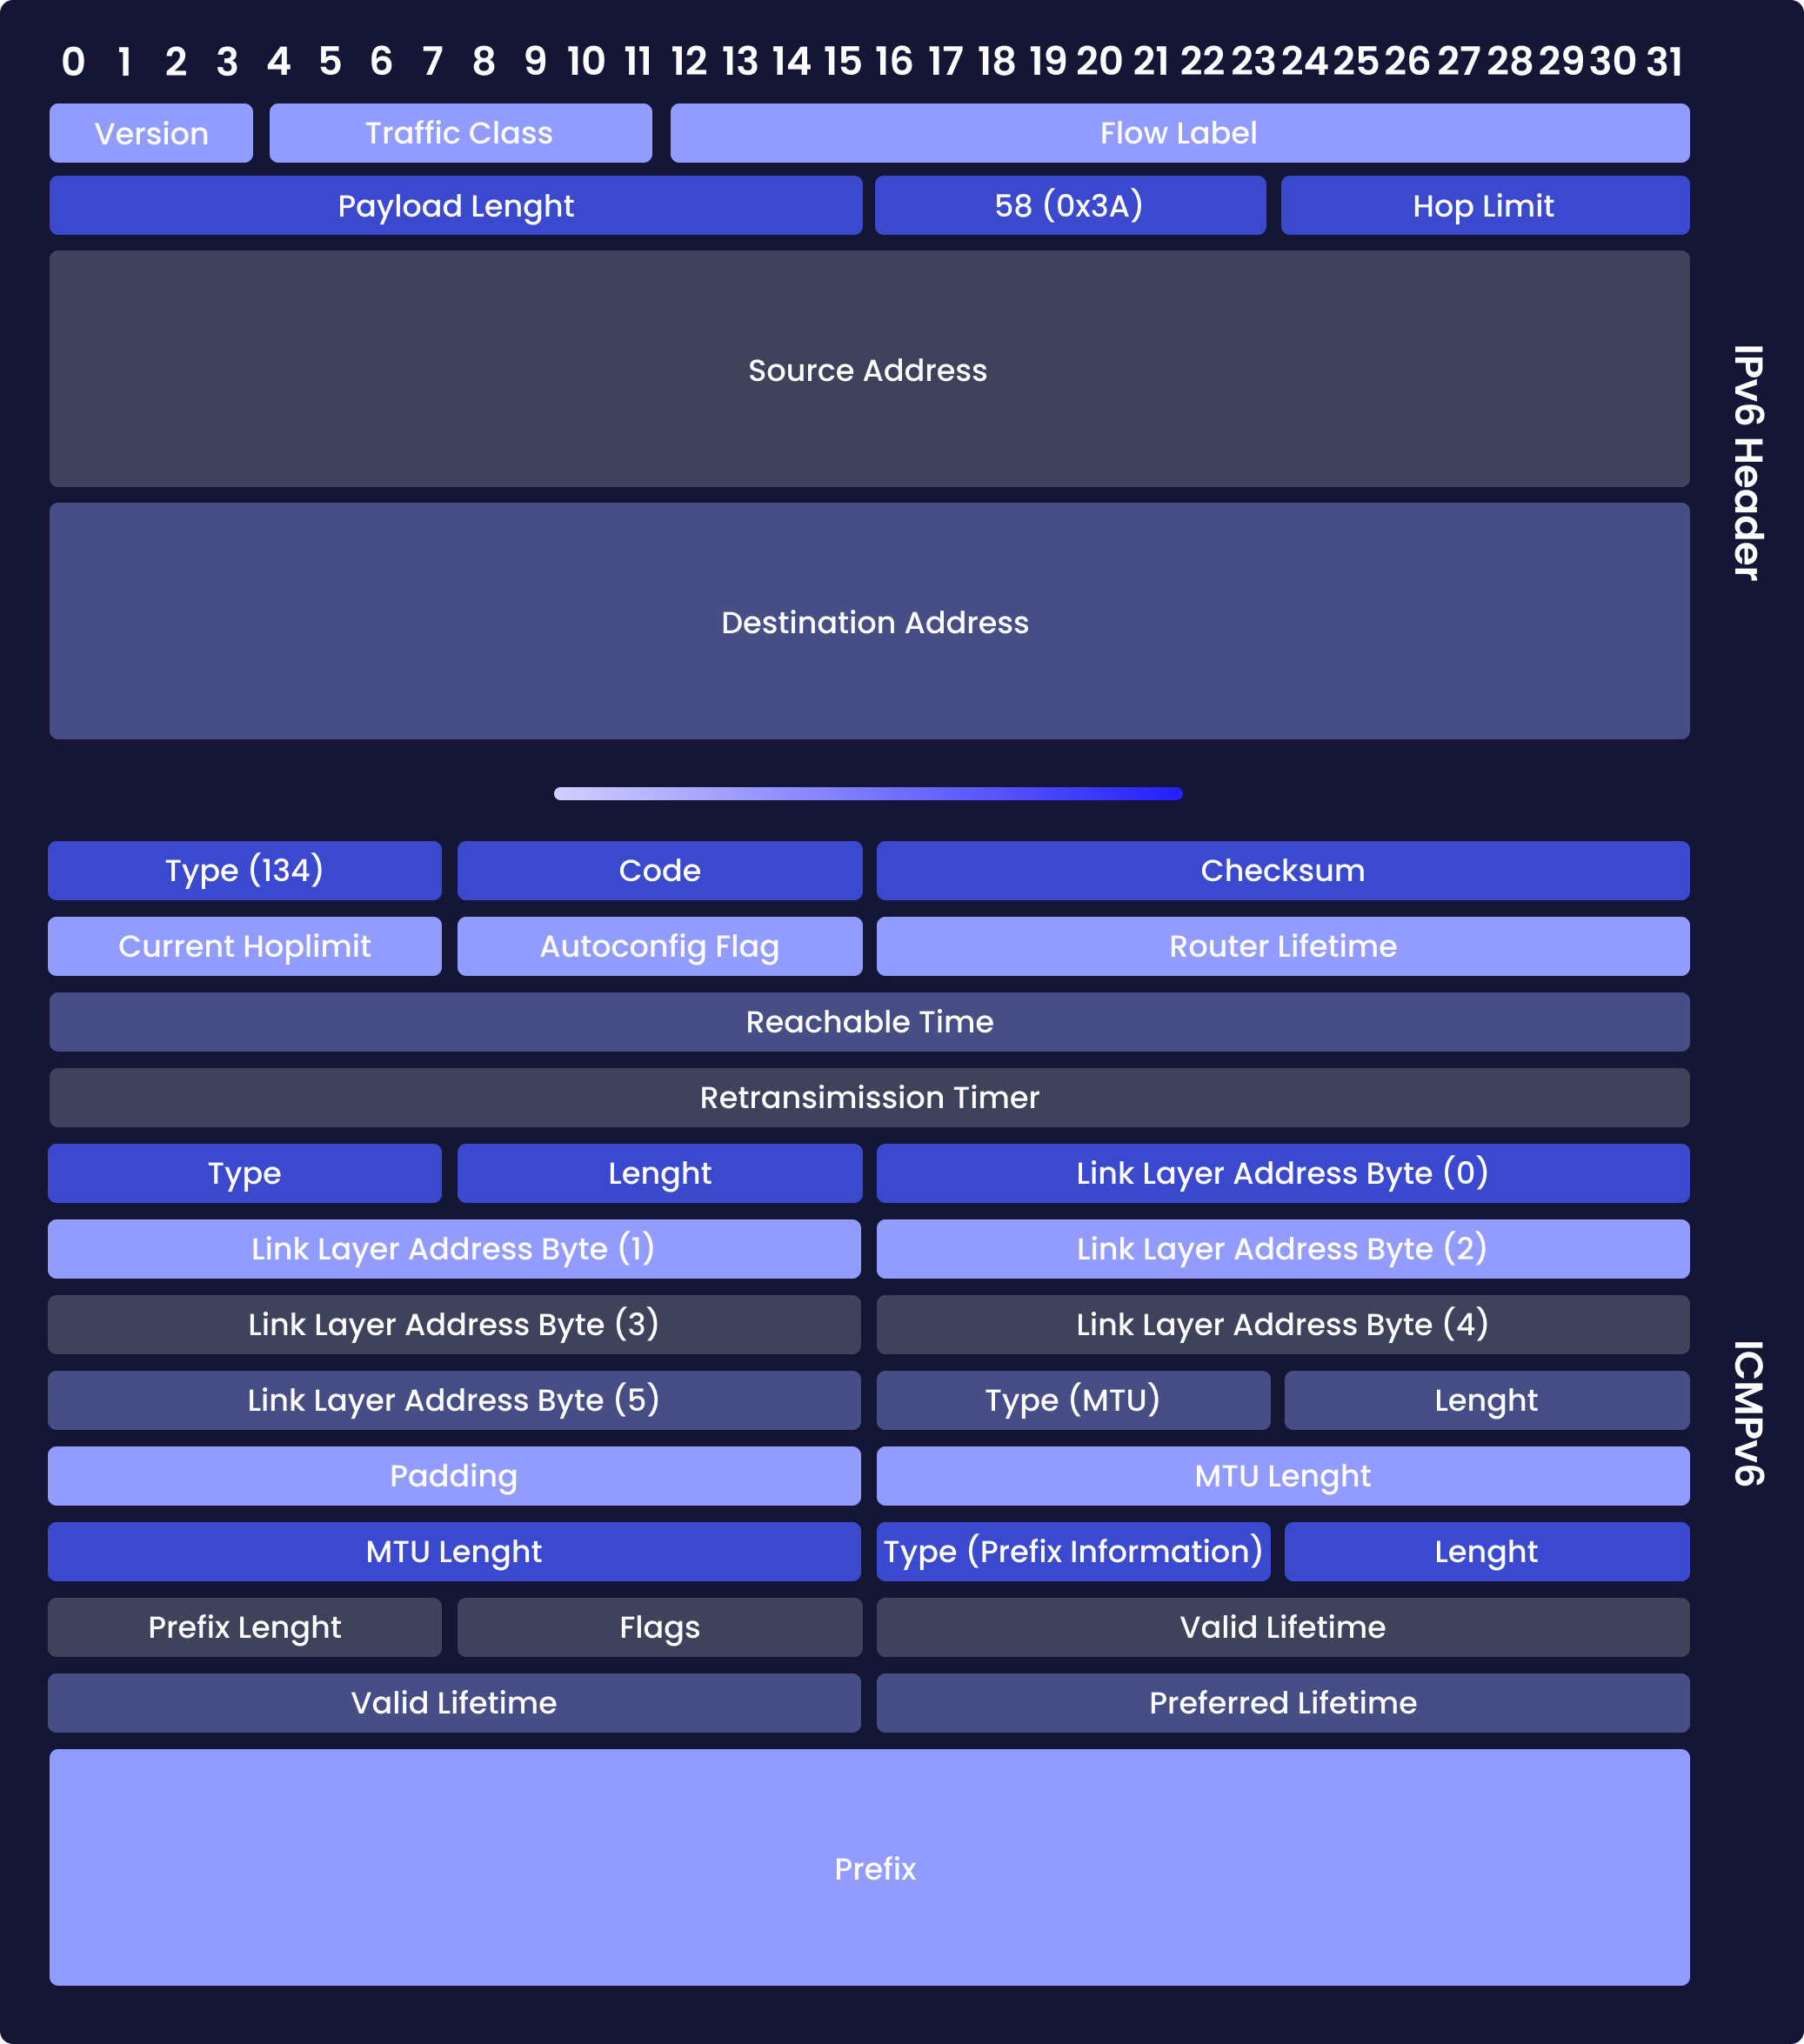 0 1 2 3 4 5 6 7 8 9 10 11 12 13 14 15 16 17 18 19 20 21 22 23 24 25 26 27 28 29 30 31
Version Traffic Class Flow Label
Payload Lenght 58 (0x3A) Hop Limit
Source Address
Destination Address
IPv6 Header
Type (134) Code Checksum
Current Hoplimit Autoconfig Flag Router Lifetime
Reachable Time
Retransimission Timer
Type Lenght Link Layer Address Byte (0)
Link Layer Address Byte (1) Link Layer Address Byte (2)
Link Layer Address Byte (3) Link Layer Address Byte (4)
Link Layer Address Byte (5) Type (MTU) Lenght
Padding MTU Lenght
MTU Lenght Type (Prefix Information) Lenght
Prefix Lenght Flags Valid Lifetime
Valid Lifetime Preferred Lifetime
Prefix
ICMPv6